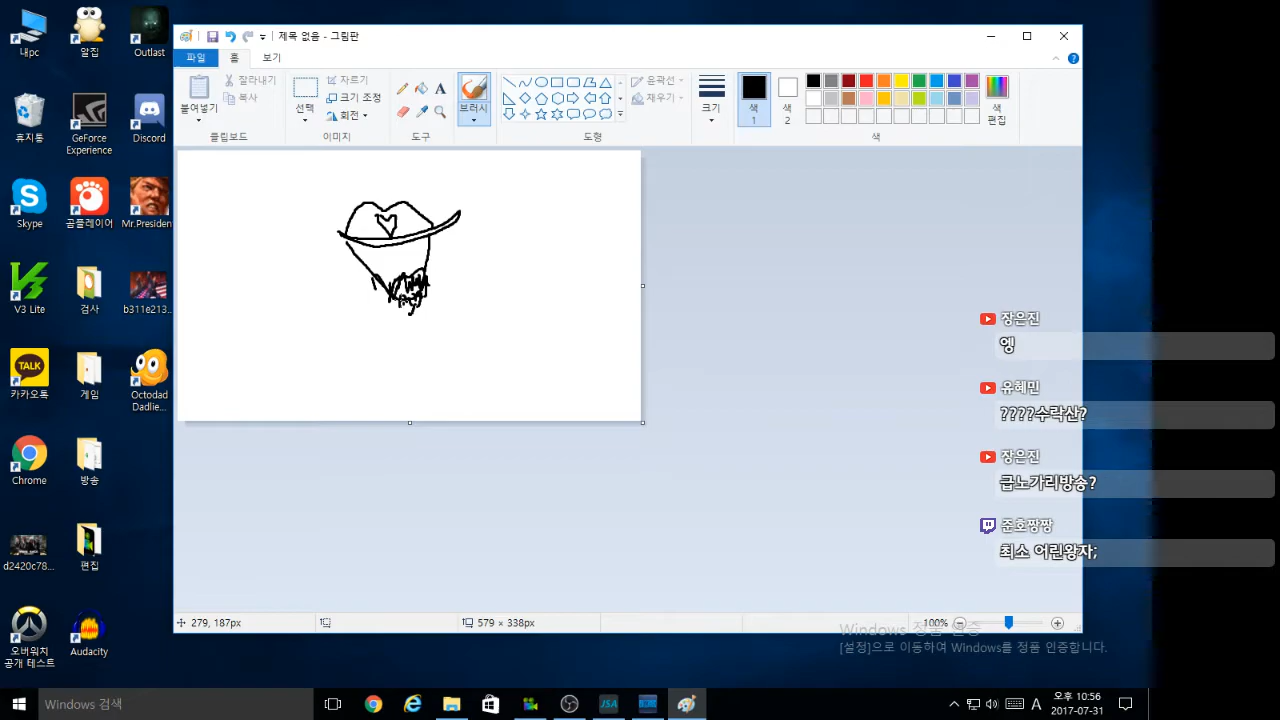 내pc
알집
Outlast
휴지통
GeForce
Experience
Discord
Skype
곰플레이어
Mr.President
V3 Lite
검사
b311e213...
카카오톡
게임
Octodad
Dadlie...
Chrome
방송
d2420c78...
편집
오버워치
공개 테스트
Audacity
제목 없음 - 그림판
파일
홈
보기
붙여넣기
잘라내기
복사
클립보드
선택
자르기
크기 조정
회전
이미지
도구
브러시
윤곽선
채우기
도형
크기
색
1
색
2
색
편집
색
279, 187px
579 × 338px
100%
장은진
엥
유혜민
????수락산?
장은진
급노가리방송?
준호짱짱
최소 어린왕자;
Windows 정품 인증
[설정]으로 이동하여 Windows를 정품 인증합니다.
Windows 검색
JSA
A
오후 10:56
2017-07-31